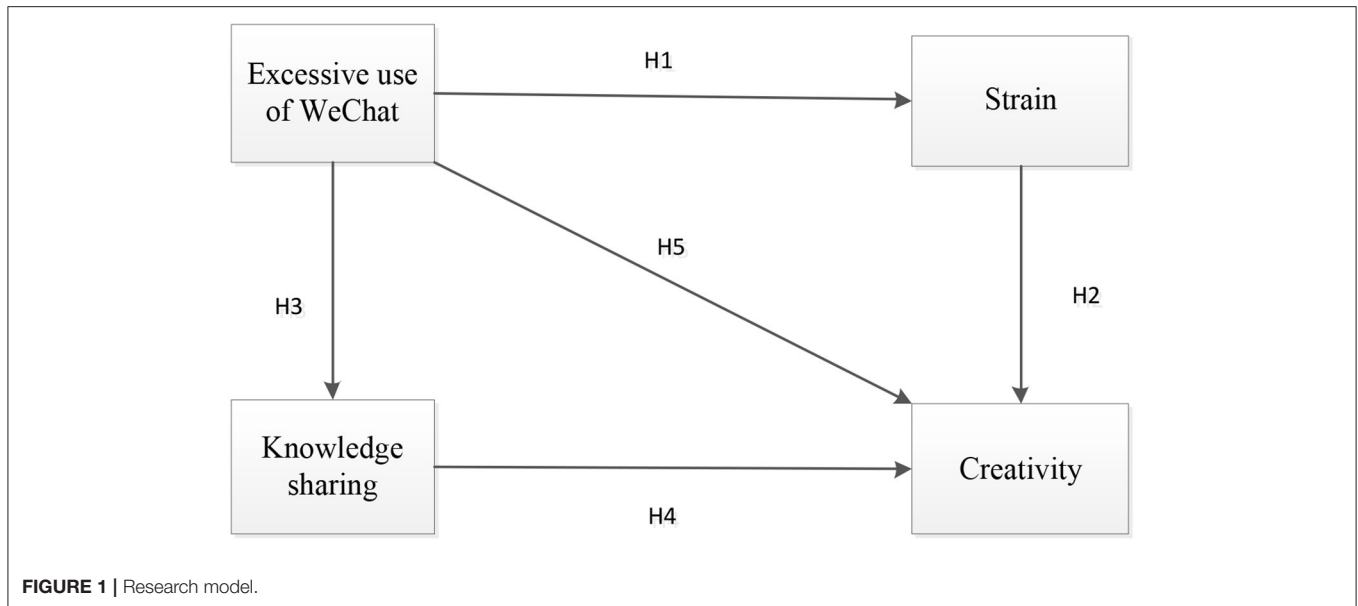 Excessive use
of WeChat
H1
Strain
H5
H3
H2
Knowledge
sharing
H4
Creativity
FIGURE 1 | Research model.